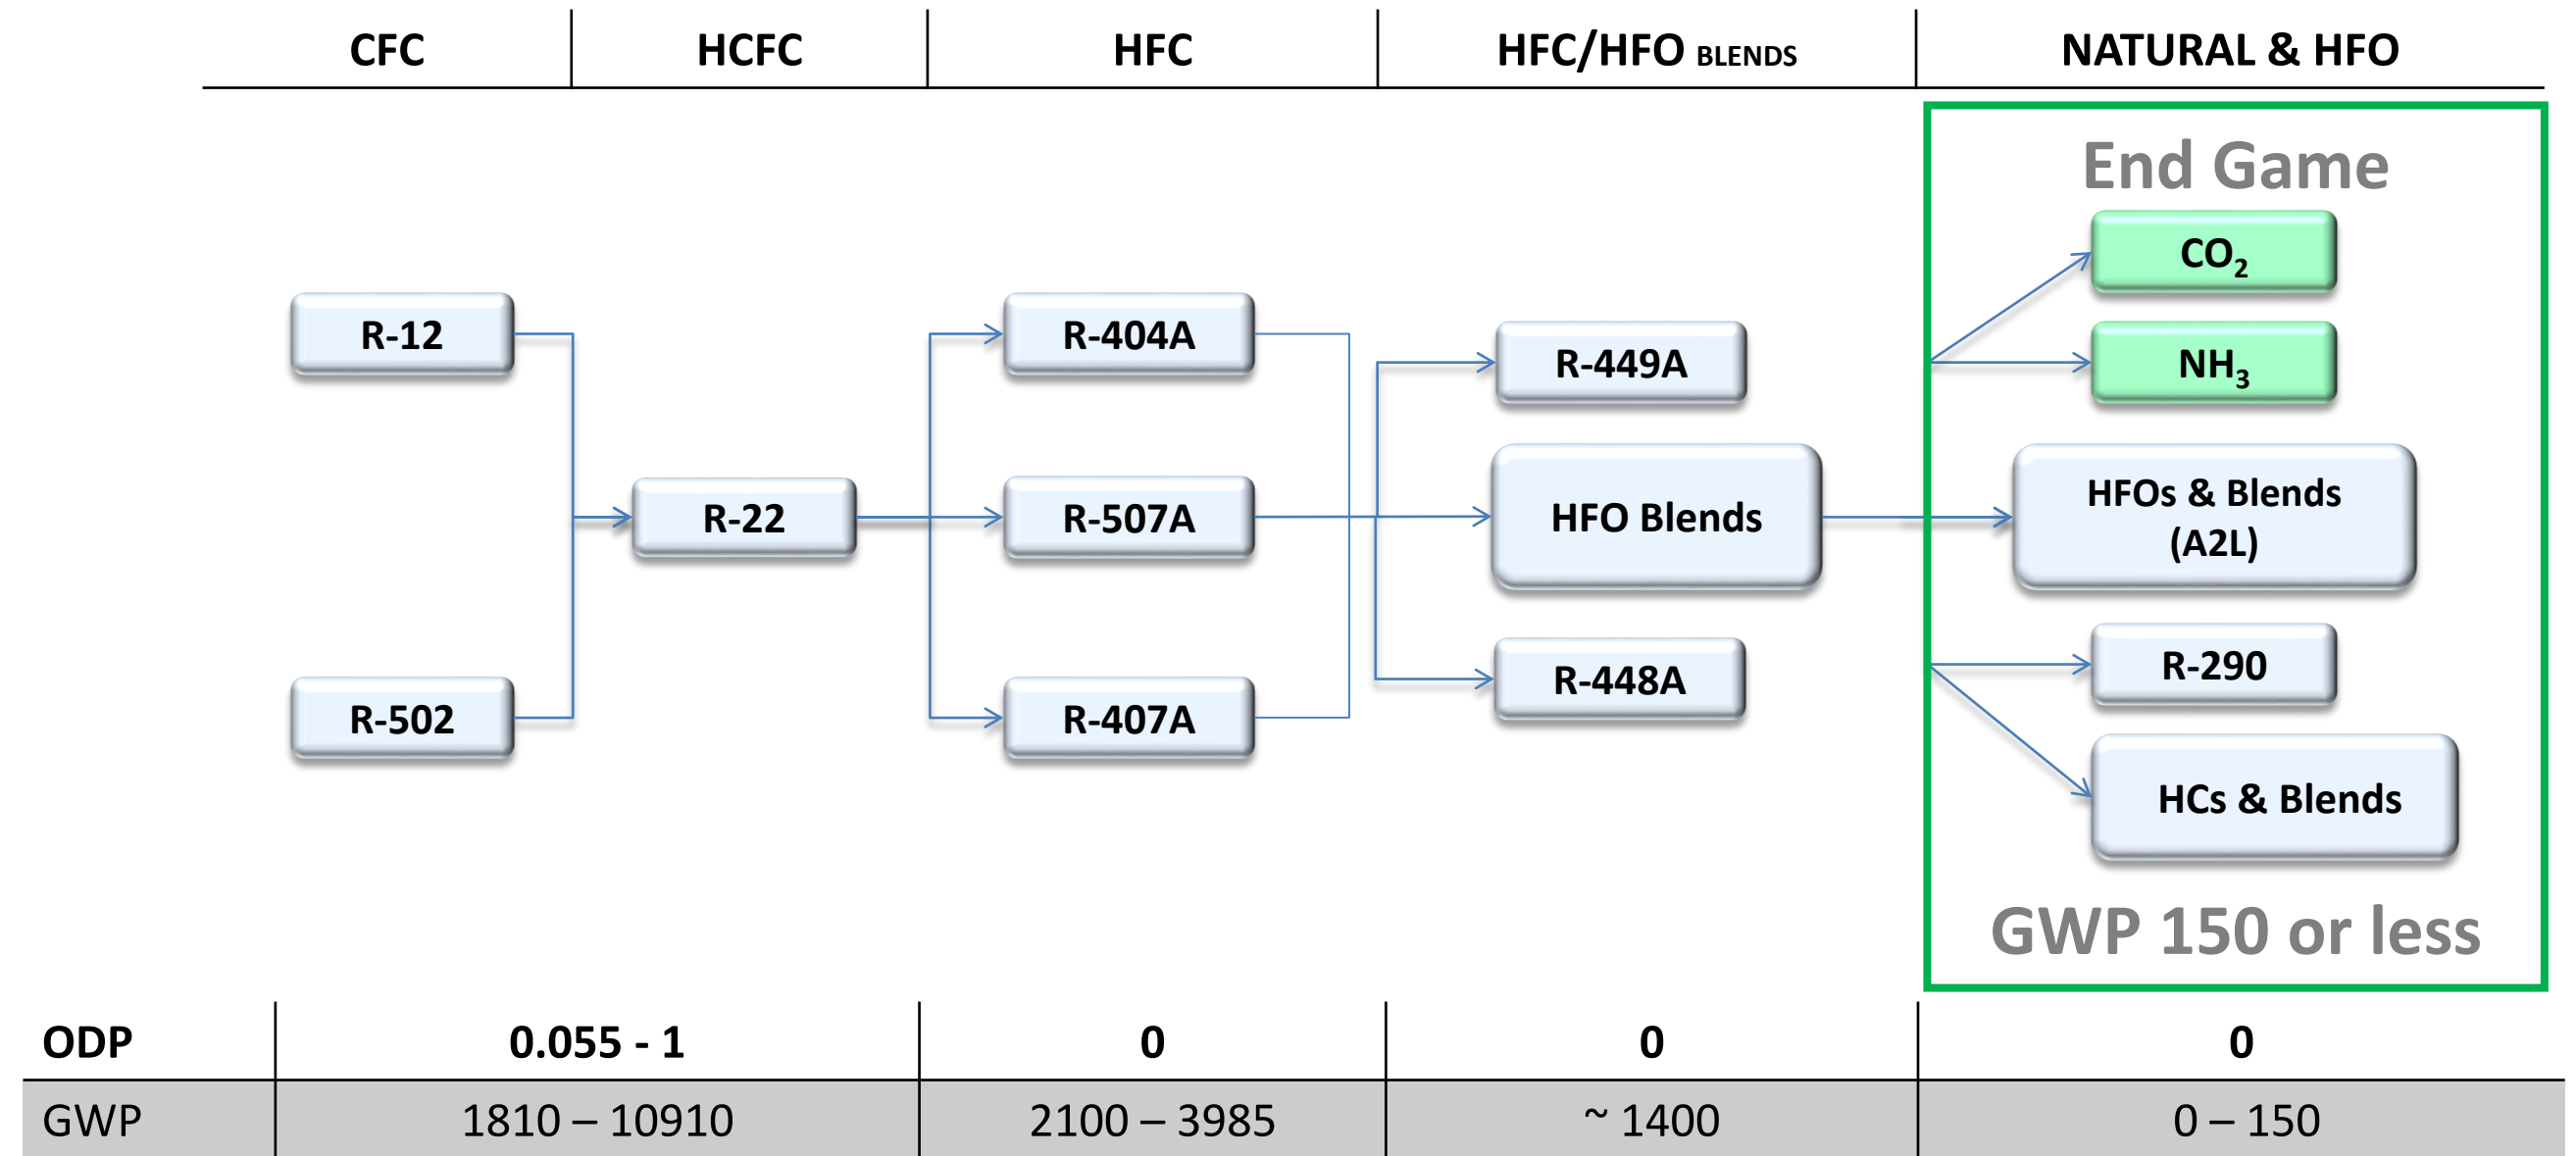 CFC HCFC HFC HFC/HFO BLENDS NATURAL & HFO
End Game
CO₂
R-12 R-404A R-449A NH₃
R-22 R-507A HFO Blends HFOs & Blends
(A2L)
R-502 R-407A R-448A R-290
HCs & Blends
GWP 150 or less
ODP 0.055 - 1 0 0 0
GWP 1810 – 10910 2100 – 3985 ~ 1400 0 – 150